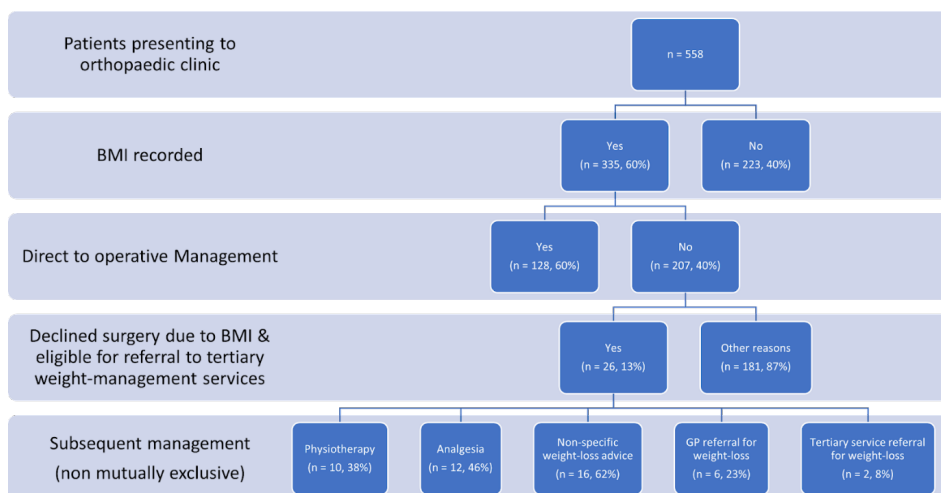 Patients presenting to
orthopaedic clinic
n = 558
BMI recorded
Yes
(n = 335, 60%)
No
(n = 223, 40%)
Direct to operative Management
Yes
(n = 128, 60%)
No
(n = 207, 40%)
Declined surgery due to BMI &
eligible for referral to tertiary
weight-management services
Yes
(n = 26, 13%)
Other reasons
(n = 181, 87%)
Subsequent management
(non mutually exclusive)
Physiotherapy
(n = 10, 38%)
Analgesia
(n = 12, 46%)
Non-specific
weight-loss advice
(n = 16, 62%)
GP referral for
weight-loss
(n = 6, 23%)
Tertiary service referral
for weight-loss
(n = 2, 8%)